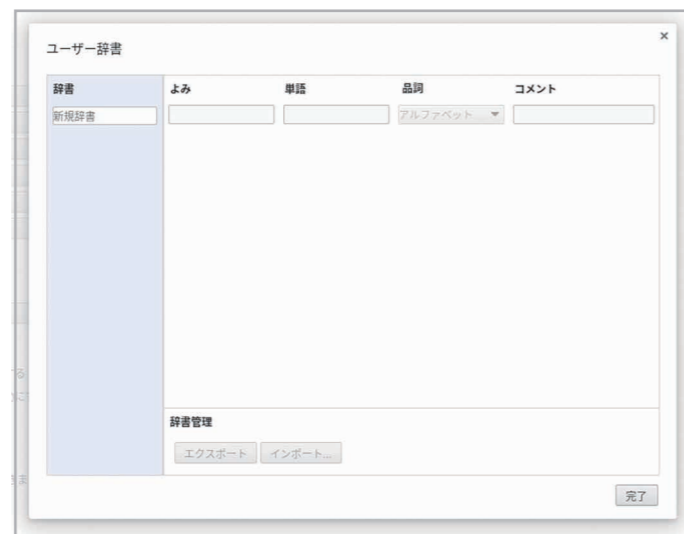 ユーザー辞書
×
辞書 よみ 単語 品詞 コメント
新規辞書 アルファベット
辞書管理
エクスポート インポート...
完了